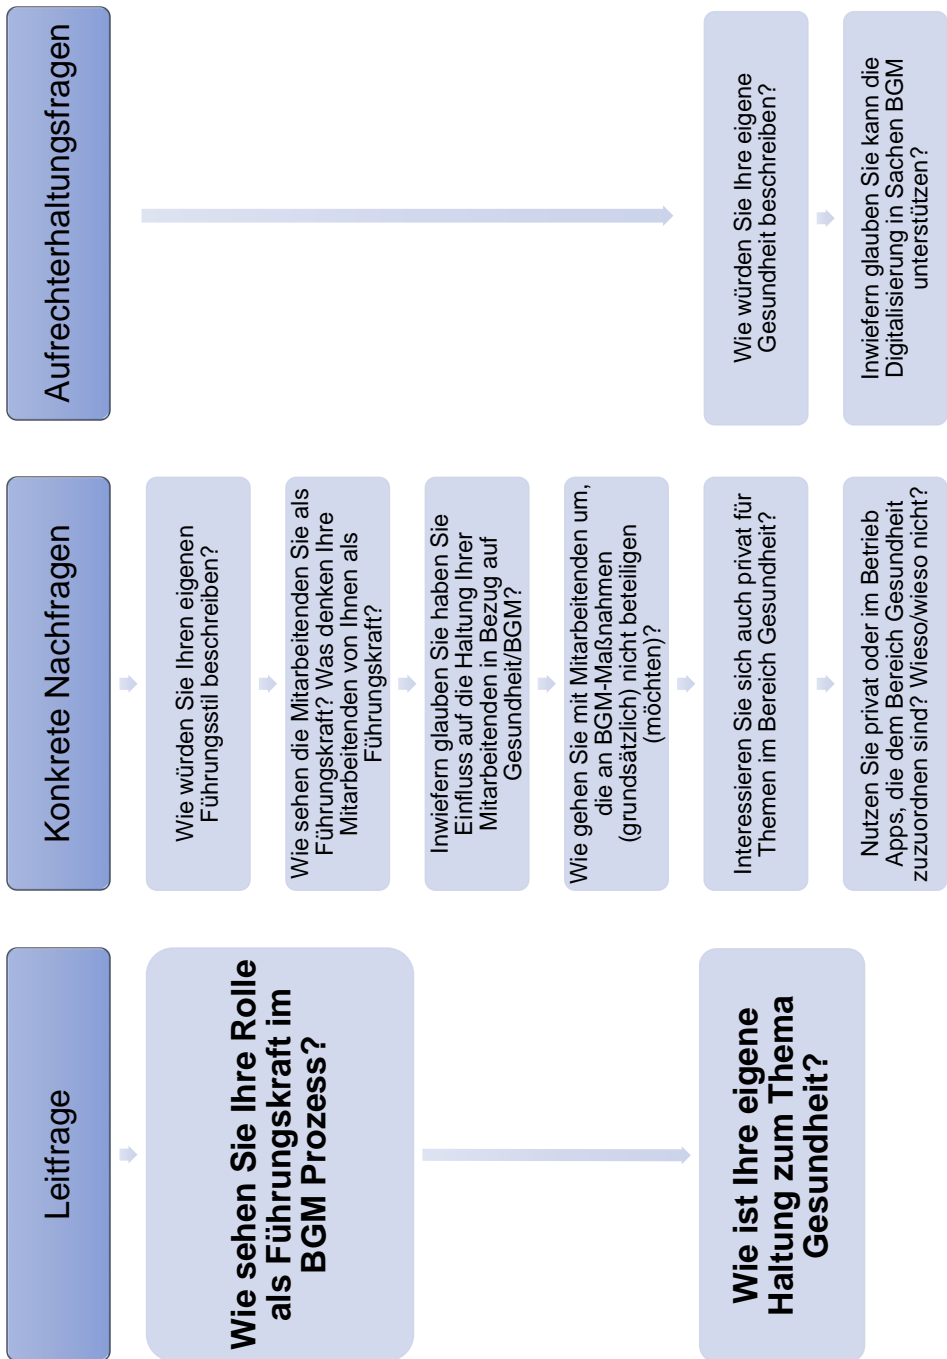 Leitfrage
Wie sehen Sie Ihre Rolle
als Führungskraft im
BGM Prozess?
Wie ist Ihre eigene
Haltung zum Thema
Gesundheit?
Konkrete Nachfragen
Wie würden Sie Ihren eigenen
Führungsstil beschreiben?
Wie sehen die Mitarbeitenden Sie als
Führungskraft? Was denken Ihre
Mitarbeitenden von Ihnen als
Führungskraft?
Inwiefern glauben Sie haben Sie
Einfluss auf die Haltung Ihrer
Mitarbeitenden in Bezug auf
Gesundheit/BGM?
Wie gehen Sie mit Mitarbeitenden um,
die an BGM-Maßnahmen
(grundsätzlich) nicht beteiligen
(möchten)?
Interessieren Sie sich auch privat für
Themen im Bereich Gesundheit?
Nutzen Sie privat oder im Betrieb
Apps, die dem Bereich Gesundheit
zuzuordnen sind? Wieso/wieso nicht?
Aufrechterhaltungsfragen
Wie würden Sie Ihre eigene
Gesundheit beschreiben?
Inwiefern glauben Sie kann die
Digitalisierung in Sachen BGM
unterstützen?